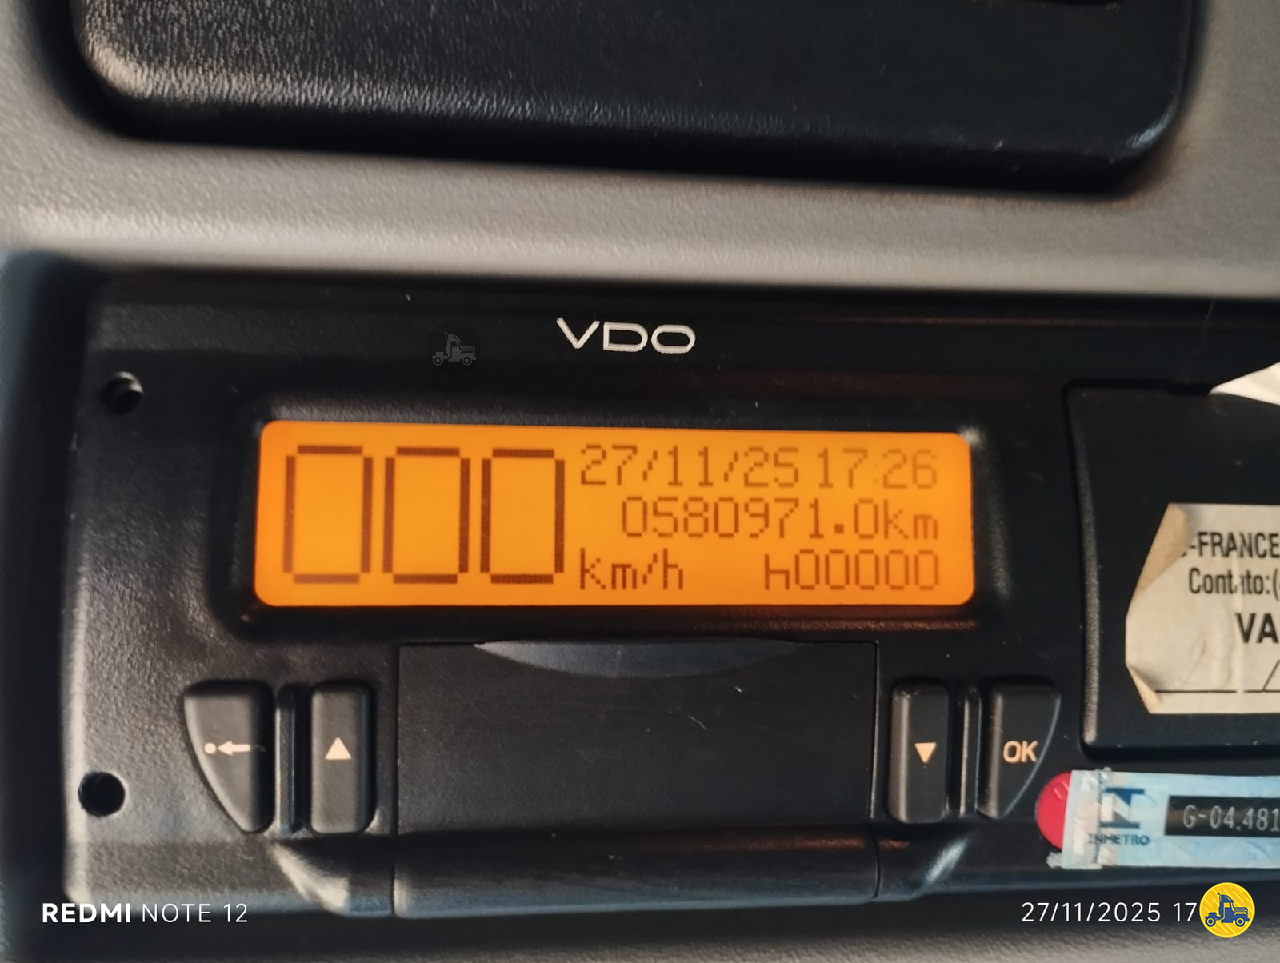 VDO
000
27/11/25 17:26
0580971.0km
km/h h00000
-FRANCE
Contato:(
VA
OK
INMETRO
G-04.481
REDMI NOTE 12
27/11/2025 17